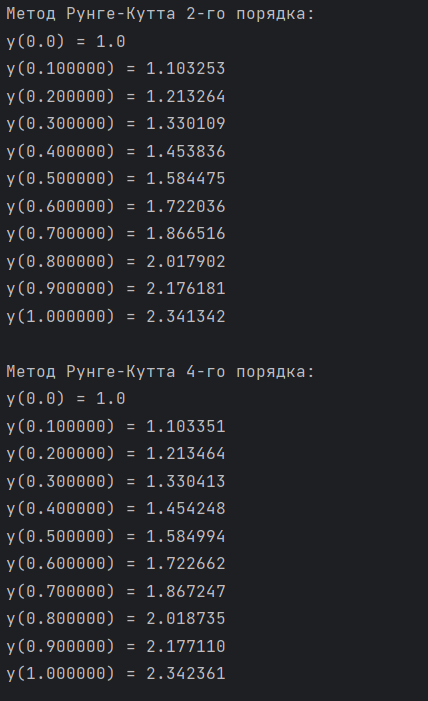 Метод Рунге-Кутта 2-го порядка:
y(0.0) = 1.0
y(0.100000) = 1.103253
y(0.200000) = 1.213264
y(0.300000) = 1.330109
y(0.400000) = 1.453836
y(0.500000) = 1.584475
y(0.600000) = 1.722036
y(0.700000) = 1.866516
y(0.800000) = 2.017902
y(0.900000) = 2.176181
y(1.000000) = 2.341342
Метод Рунге-Кутта 4-го порядка:
y(0.0) = 1.0
y(0.100000) = 1.103351
y(0.200000) = 1.213464
y(0.300000) = 1.330413
y(0.400000) = 1.454248
y(0.500000) = 1.584994
y(0.600000) = 1.722662
y(0.700000) = 1.867247
y(0.800000) = 2.018735
y(0.900000) = 2.177110
y(1.000000) = 2.342361